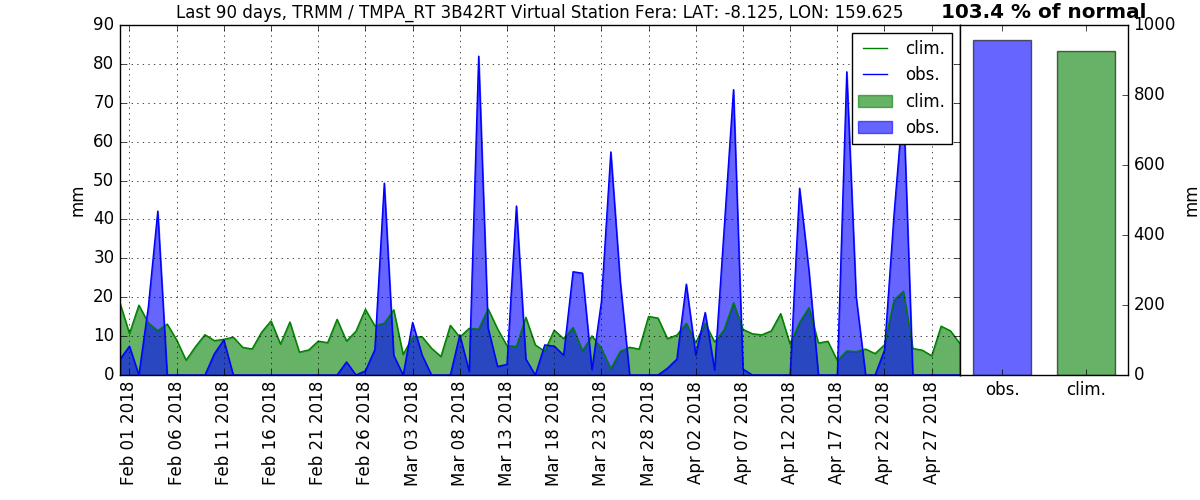 Last 90 days, TRMM / TMPA_RT 3B42RT Virtual Station Fera: LAT: -8.125, LON: 159.625
103.4 % of normal
90
80
70
60
50
40
30
20
10
0
mm
clim.
obs.
clim.
obs.
1000
800
600
400
200
0
mm
obs.
clim.
Feb 01 2018
Feb 06 2018
Feb 11 2018
Feb 16 2018
Feb 21 2018
Feb 26 2018
Mar 03 2018
Mar 08 2018
Mar 13 2018
Mar 18 2018
Mar 23 2018
Mar 28 2018
Apr 02 2018
Apr 07 2018
Apr 12 2018
Apr 17 2018
Apr 22 2018
Apr 27 2018